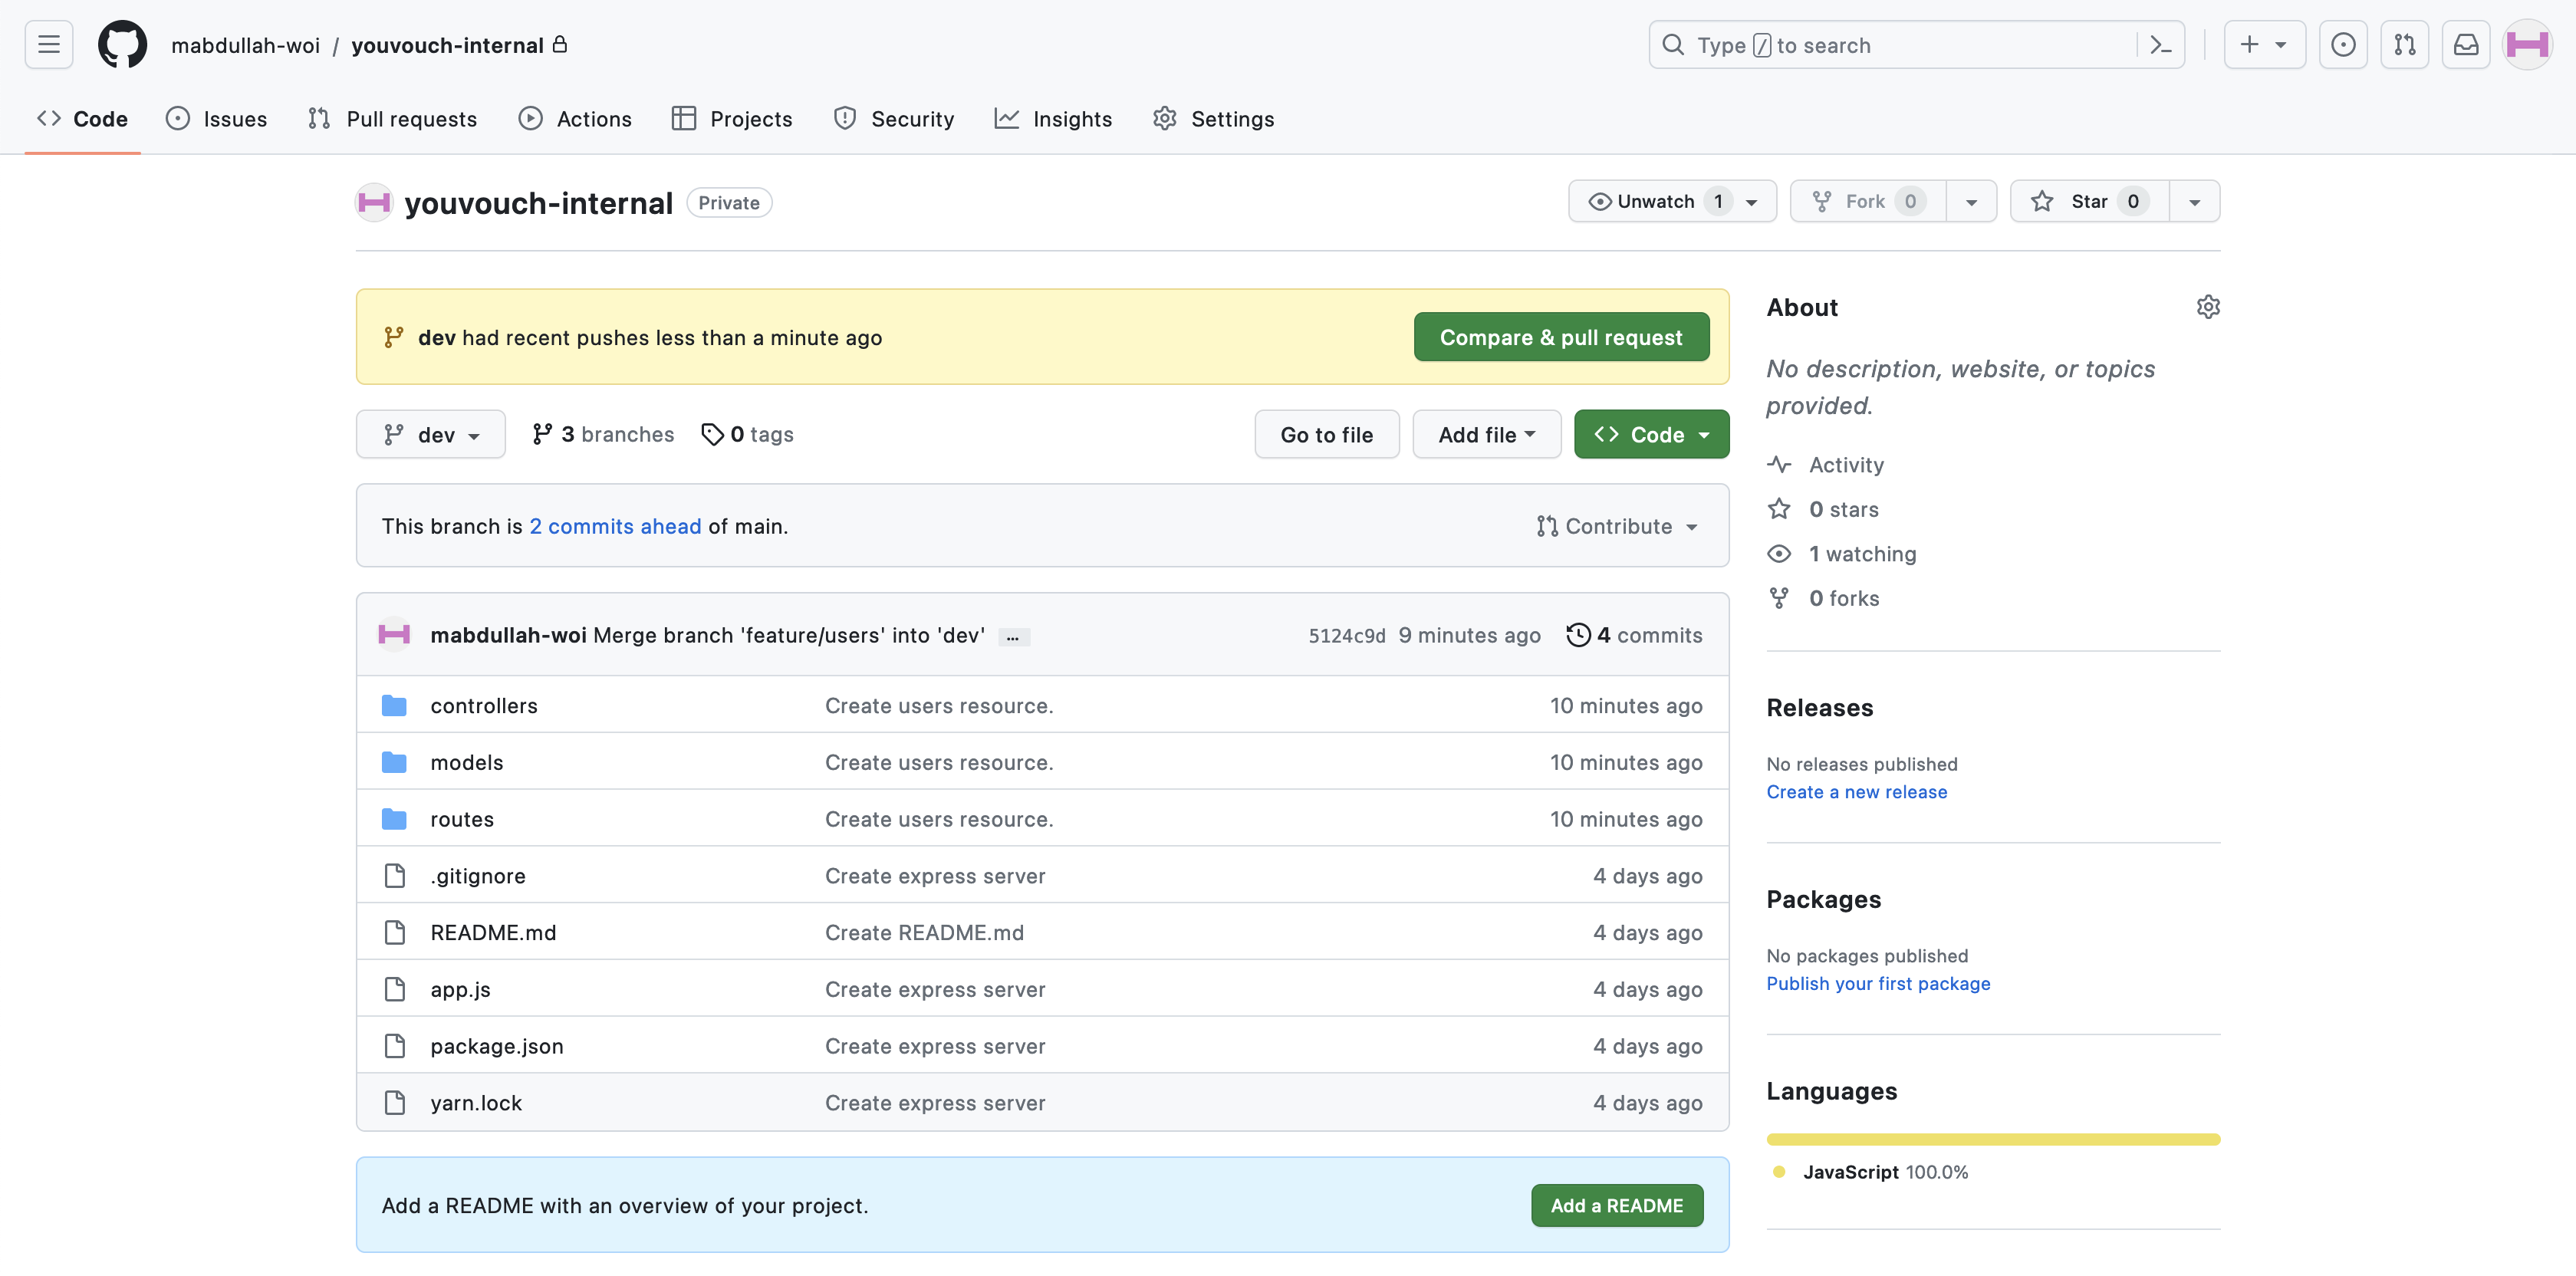 mabdullah-woi / youvouch-internal
Type / to search
Code Issues Pull requests Actions Projects Security Insights Settings
youvouch-internal Private
Unwatch 1 Fork 0 Star 0
dev had recent pushes less than a minute ago
Compare & pull request
dev 3 branches 0 tags
Go to file Add file Code
This branch is 2 commits ahead of main.
Contribute
mabdullah-woi Merge branch 'feature/users' into 'dev' ... 5124c9d 9 minutes ago 4 commits
controllers Create users resource. 10 minutes ago
models Create users resource. 10 minutes ago
routes Create users resource. 10 minutes ago
.gitignore Create express server 4 days ago
README.md Create README.md 4 days ago
app.js Create express server 4 days ago
package.json Create express server 4 days ago
yarn.lock Create express server 4 days ago
Add a README with an overview of your project.
Add a README
About
No description, website, or topics
provided.
Activity
0 stars
1 watching
0 forks
Releases
No releases published
Create a new release
Packages
No packages published
Publish your first package
Languages
JavaScript 100.0%